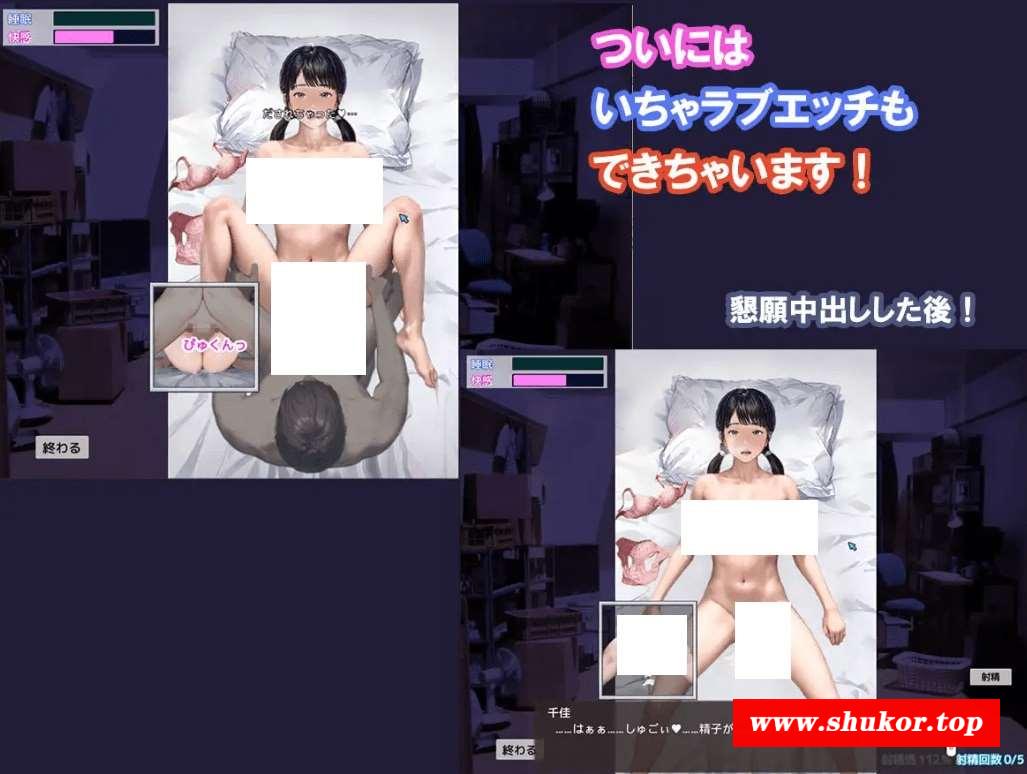 睡眠
快感
だされちゃった♥…
ぴゅくんっ
終わる
ついには
いちゃラブエッチも
できちゃいます！
懇願中出しした後！
睡眠
快感
射精
千佳
……はぁぁ……しゅごぃ♥……精子が
www.shukor.top
終わる
射精感 112%
射精回数 0/5